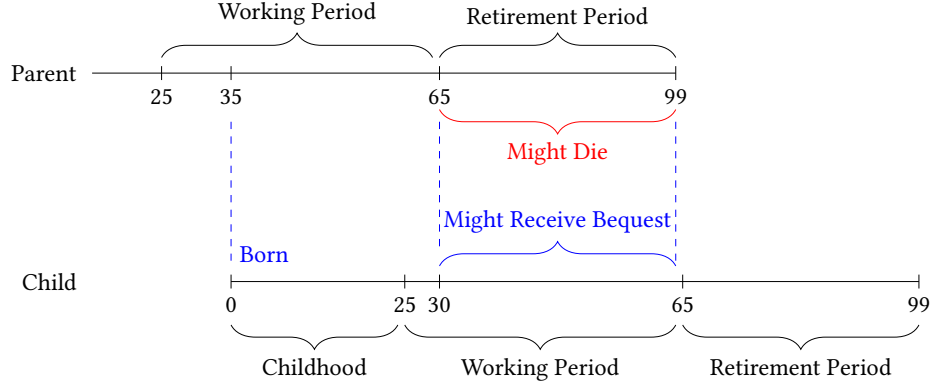 Working Period
Retirement Period
Parent
25 35 65 99
Might Die
Might Receive Bequest
Born
Child
0 25 30 65 99
Childhood
Working Period
Retirement Period